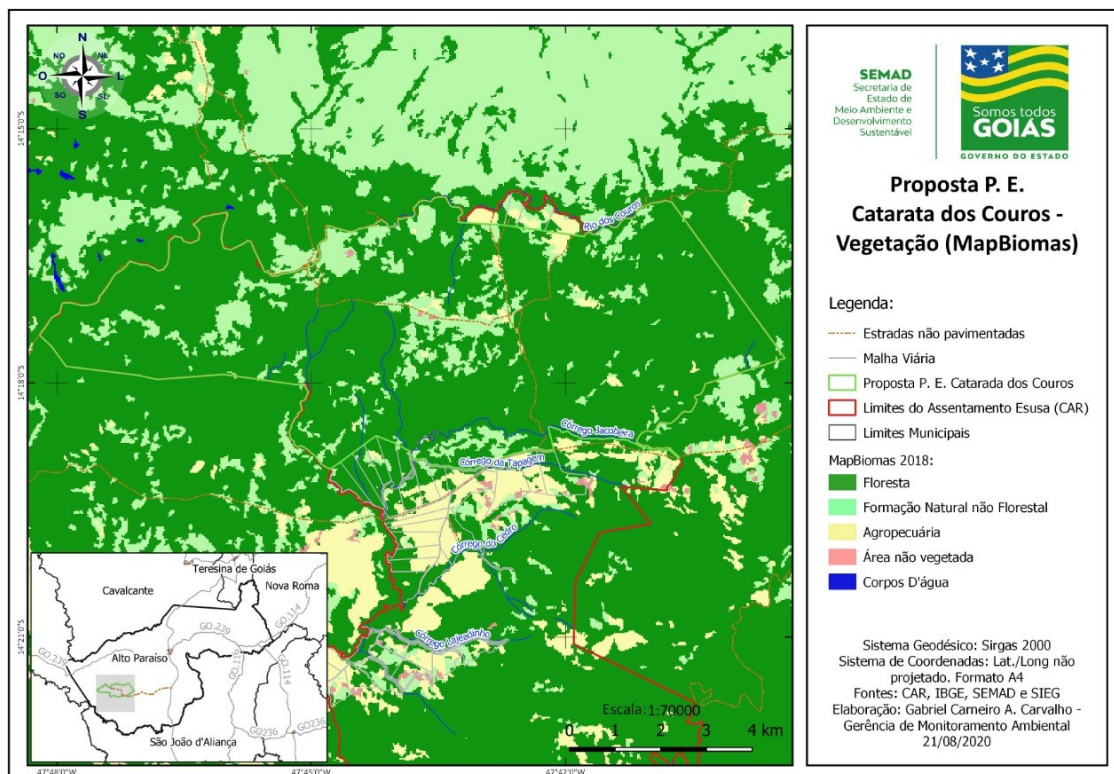 N
NO
NE
O
L
SO
SE
S
14°15'0"S
14°18'0"S
14°21'0"S
47°48'0"W
47°45'0"W
47°42'0"W
Rio dos Couros
Córrego Jacobeira
Córrego da Tapagem
Córrego do Cedro
Córrego Lajeadinho
Escala: 1:70000
0 1 2 3 4 km
Teresina de Goiás
Cavalcante
Nova Roma
GO.239
GO.114
GO.239
Alto Paraíso
GO.118
GO.114
São João d'Aliança
GO236
GO236
SEMAD
Secretaria de
Estado de
Meio Ambiente e
Desenvolvimento
Sustentável
Somos todos
GOIÁS
GOVERNO DO ESTADO
Proposta P. E.
Catarata dos Couros -
Vegetação (MapBiomas)
Legenda:
Estradas não pavimentadas
Malha Viária
Proposta P. E. Catarada dos Couros
Limites do Assentamento Esusa (CAR)
Limites Municipais
MapBiomas 2018:
Floresta
Formação Natural não Florestal
Agropecuária
Área não vegetada
Corpos D'água
Sistema Geodésico: Sirgas 2000
Sistema de Coordenadas: Lat./Long não
projetado. Formato A4
Fontes: CAR, IBGE, SEMAD e SIEG
Elaboração: Gabriel Carneiro A. Carvalho -
Gerência de Monitoramento Ambiental
21/08/2020